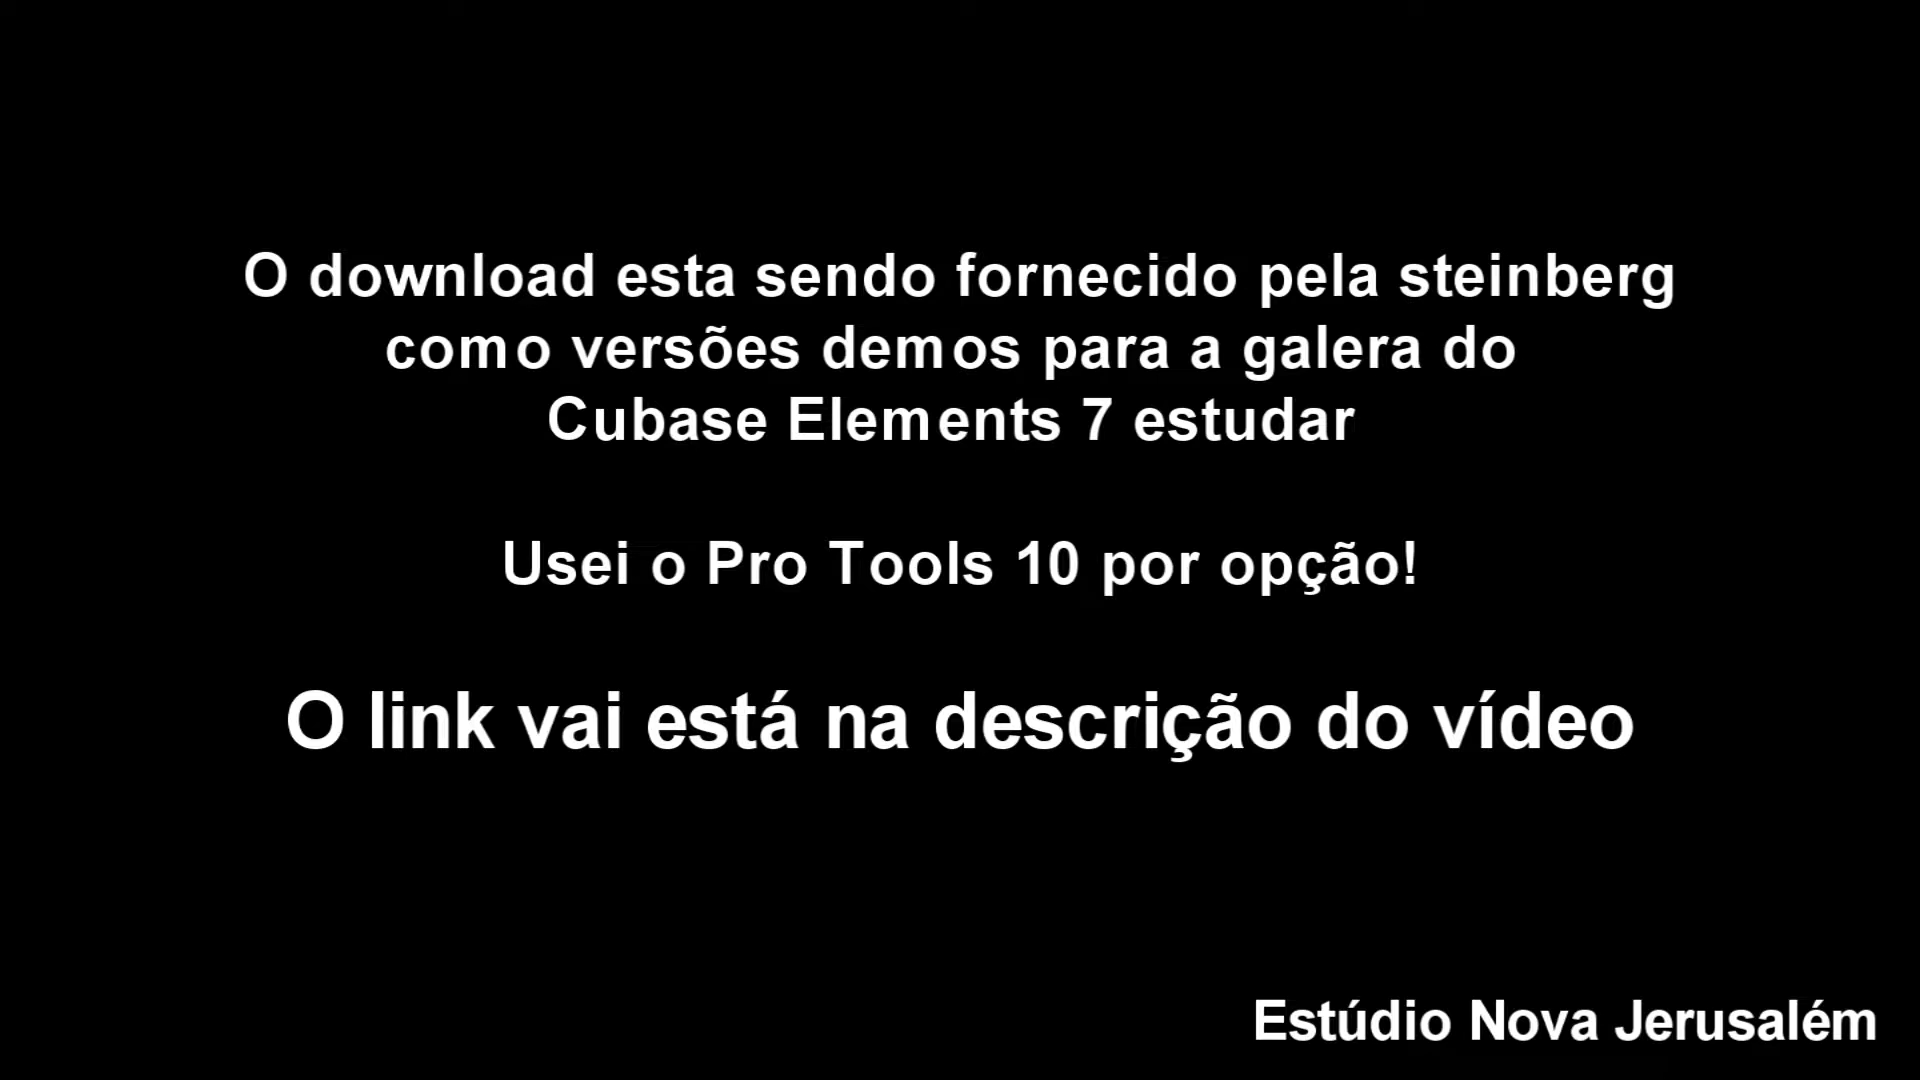 O download esta sendo fornecido pela steinberg
como versões demos para a galera do
Cubase Elements 7 estudar
Usei o Pro Tools 10 por opção!
O link vai está na descrição do vídeo
Estúdio Nova Jerusalém